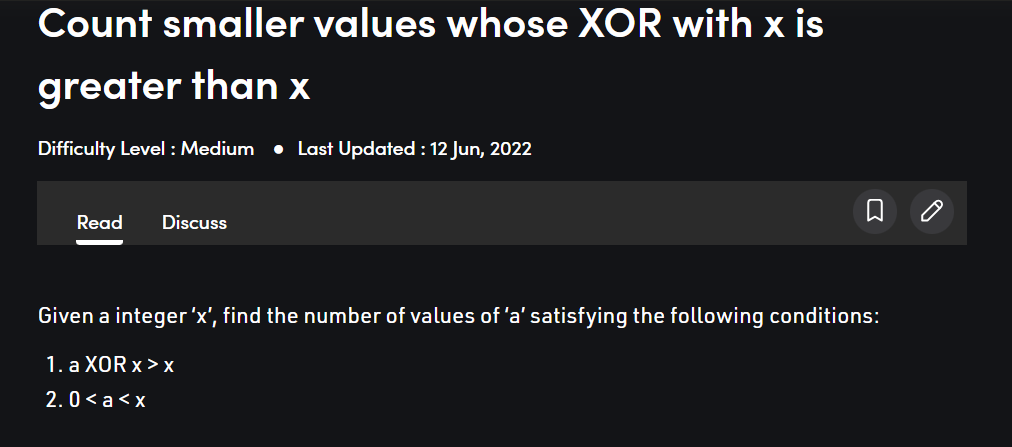 Count smaller values whose XOR with x is
greater than x
Difficulty Level : Medium • Last Updated : 12 Jun, 2022
Read Discuss
Given a integer ‘x’, find the number of values of ‘a’ satisfying the following conditions:
1. a XOR x > x
2. 0 < a < x